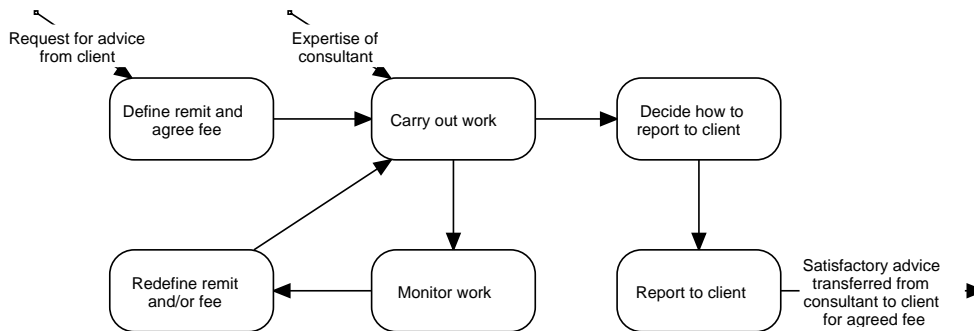 Request for advice
from client
Expertise of
consultant
Define remit and
agree fee
Carry out work
Decide how to
report to client
Redefine remit
and/or fee
Monitor work
Report to client
Satisfactory advice
transferred from
consultant to client
for agreed fee